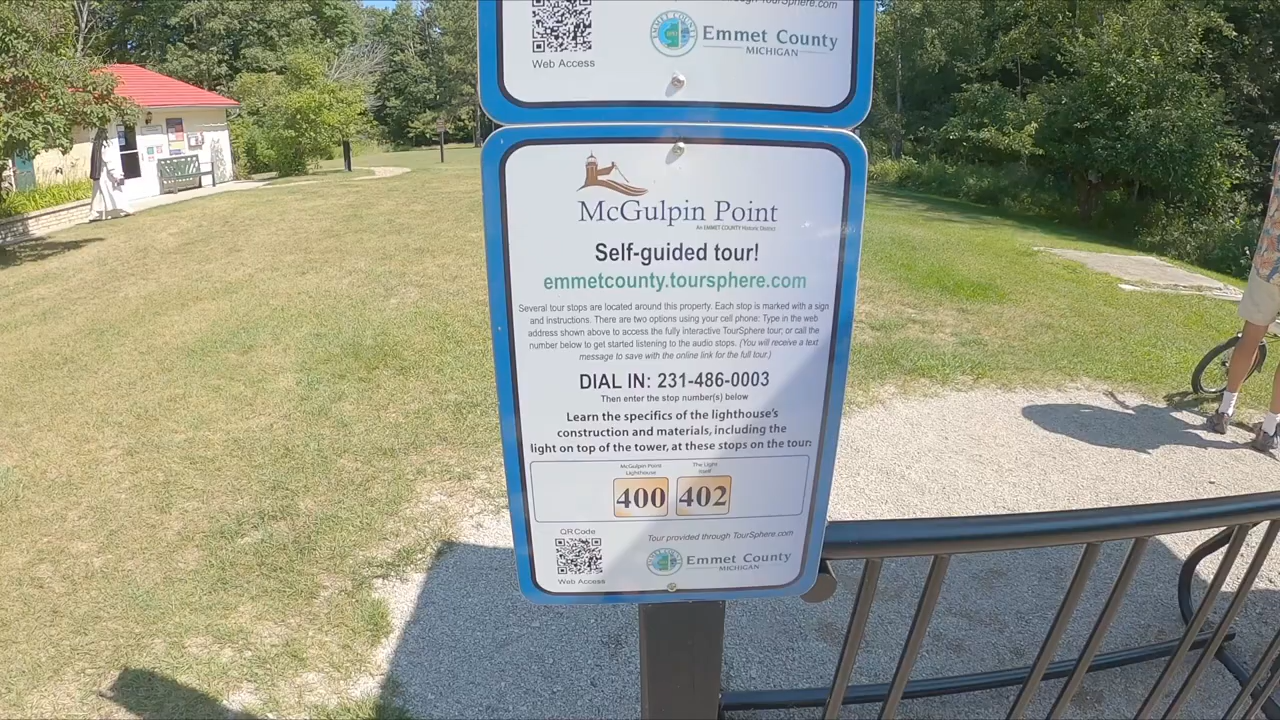 through TourSphere.com
Web Access
Emmet County
MICHIGAN
McGulpin Point
An EMMET COUNTY Historic District
Self-guided tour!
emmetcounty.toursphere.com
Several tour stops are located around this property. Each stop is marked with a sign
and instructions. There are two options using your cell phone: Type in the web
address shown above to access the fully interactive TourSphere tour; or call the
number below to get started listening to the audio stops. (You will receive a text
message to save with the online link for the full tour.)
DIAL IN: 231-486-0003
Then enter the stop number(s) below
Learn the specifics of the lighthouse's
construction and materials, including the
light on top of the tower, at these stops on the tour:
McGulpin Point
Lighthouse
The Light
Itself
400 402
QR Code
Web Access
Tour provided through TourSphere.com
Emmet County
MICHIGAN